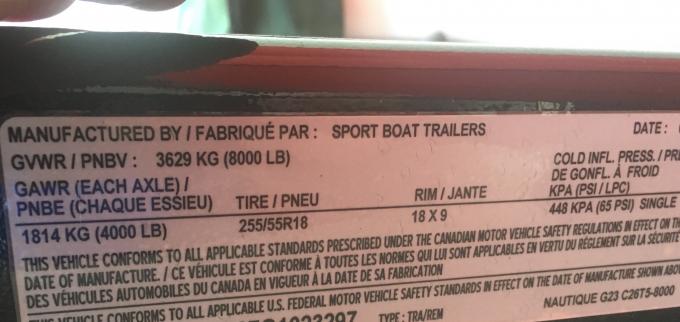 MANUFACTURED BY / FABRIQUÉ PAR : SPORT BOAT TRAILERS DATE :
GVWR / PNBV : 3629 KG (8000 LB) COLD INFL. PRESS. /
GAWR (EACH AXLE) / DE GONFL. À FROID
PNBE (CHAQUE ESSIEU) TIRE / PNEU RIM / JANTE KPA (PSI / LPC)
1814 KG (4000 LB) 255/55R18 18 X 9 448 KPA (65 PSI) SINGLE
THIS VEHICLE CONFORMS TO ALL APPLICABLE STANDARDS PRESCRIBED UNDER THE CANADIAN MOTOR VEHICLE SAFETY REGULATIONS IN EFFECT ON
DATE OF MANUFACTURE. / CE VÉHICULE EST CONFORME À TOUTES LES NORMES QUI LUI SONT APPLICABLES EN VERTU DU RÈGLEMENT SUR LA SÉCURITÉ
DES VÉHICULES AUTOMOBILES DU CANADA EN VIGUEUR À LA DATE DE SA FABRICATION
THIS VEHICLE CONFORMS TO ALL APPLICABLE U.S. FEDERAL MOTOR VEHICLE SAFETY STANDARDS IN EFFECT ON THE DATE OF MANUFACTURE SHOWN
TYPE : TRA/REM NAUTIQUE G23 C26T5-8000